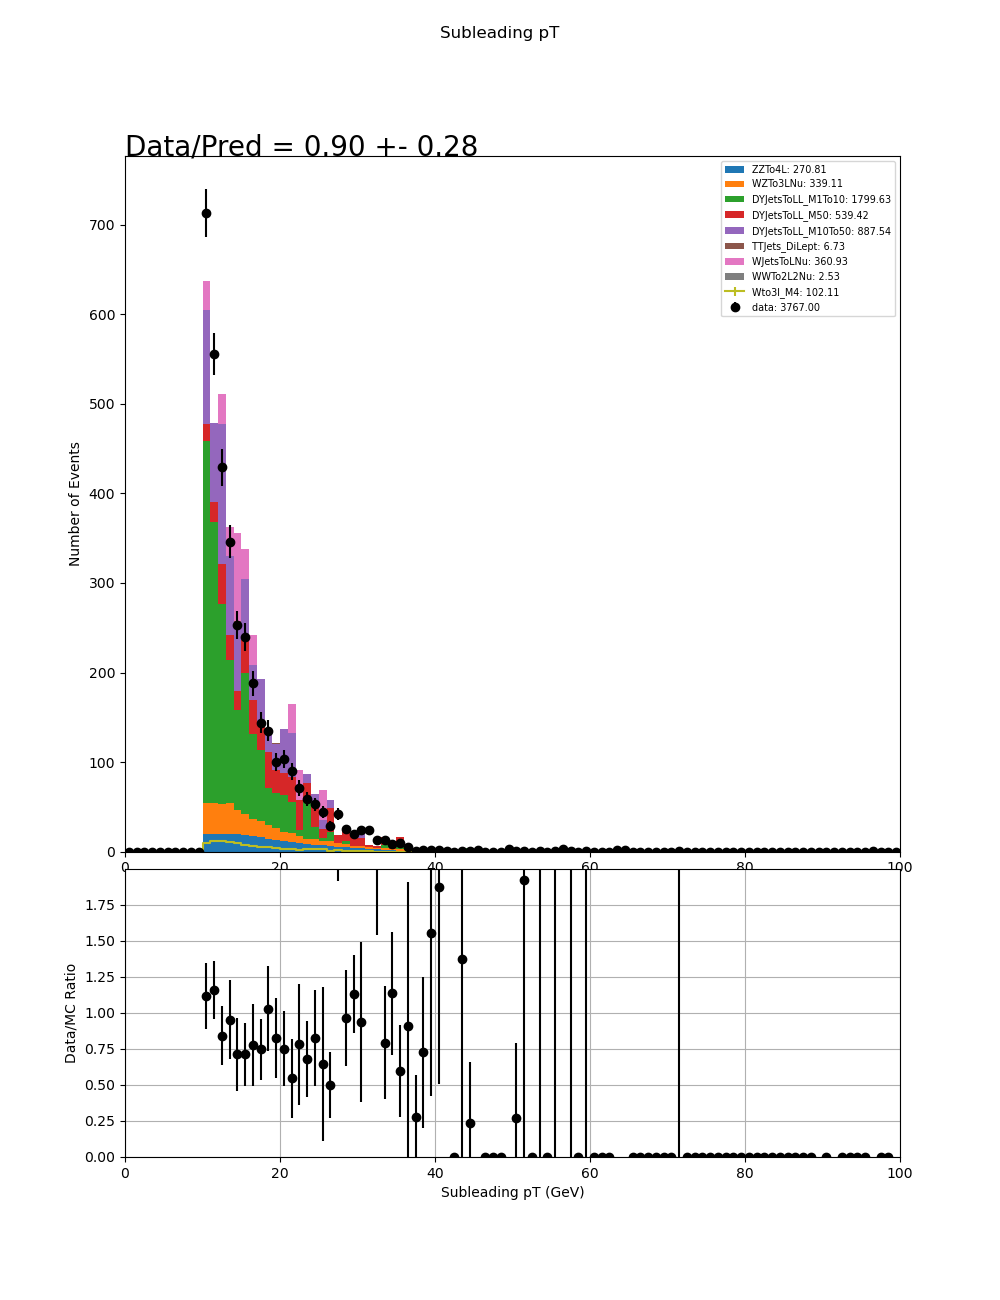 Subleading pT
Data/Pred = 0.90 +- 0.28
ZZTo4L: 270.81
WZTo3LNu: 339.11
DYJetsToLL_M1To10: 1799.63
DYJetsToLL_M50: 539.42
DYJetsToLL_M10To50: 887.54
TTJets_DiLept: 6.73
WJetsToLNu: 360.93
WWTo2L2Nu: 2.53
Wto3l_M4: 102.11
data: 3767.00
700
600
500
400
300
200
100
0
Number of Events
0 20 40 60 80 100
1.75
1.50
1.25
1.00
0.75
0.50
0.25
0.00
Data/MC Ratio
0 20 40 60 80 100
Subleading pT (GeV)